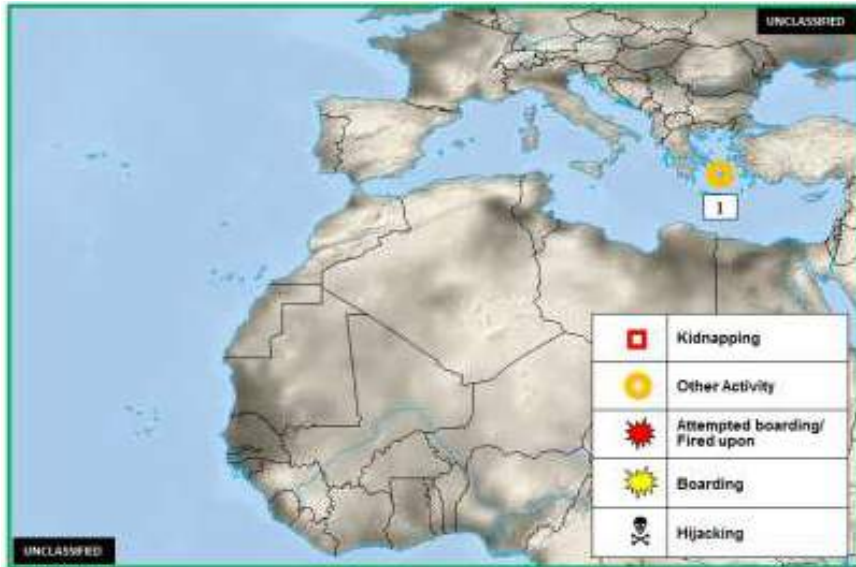 UNCLASSIFIED
1
Kidnapping
Other Activity
Attempted boarding/
Fired upon
Boarding
Hijacking
UNCLASSIFIED